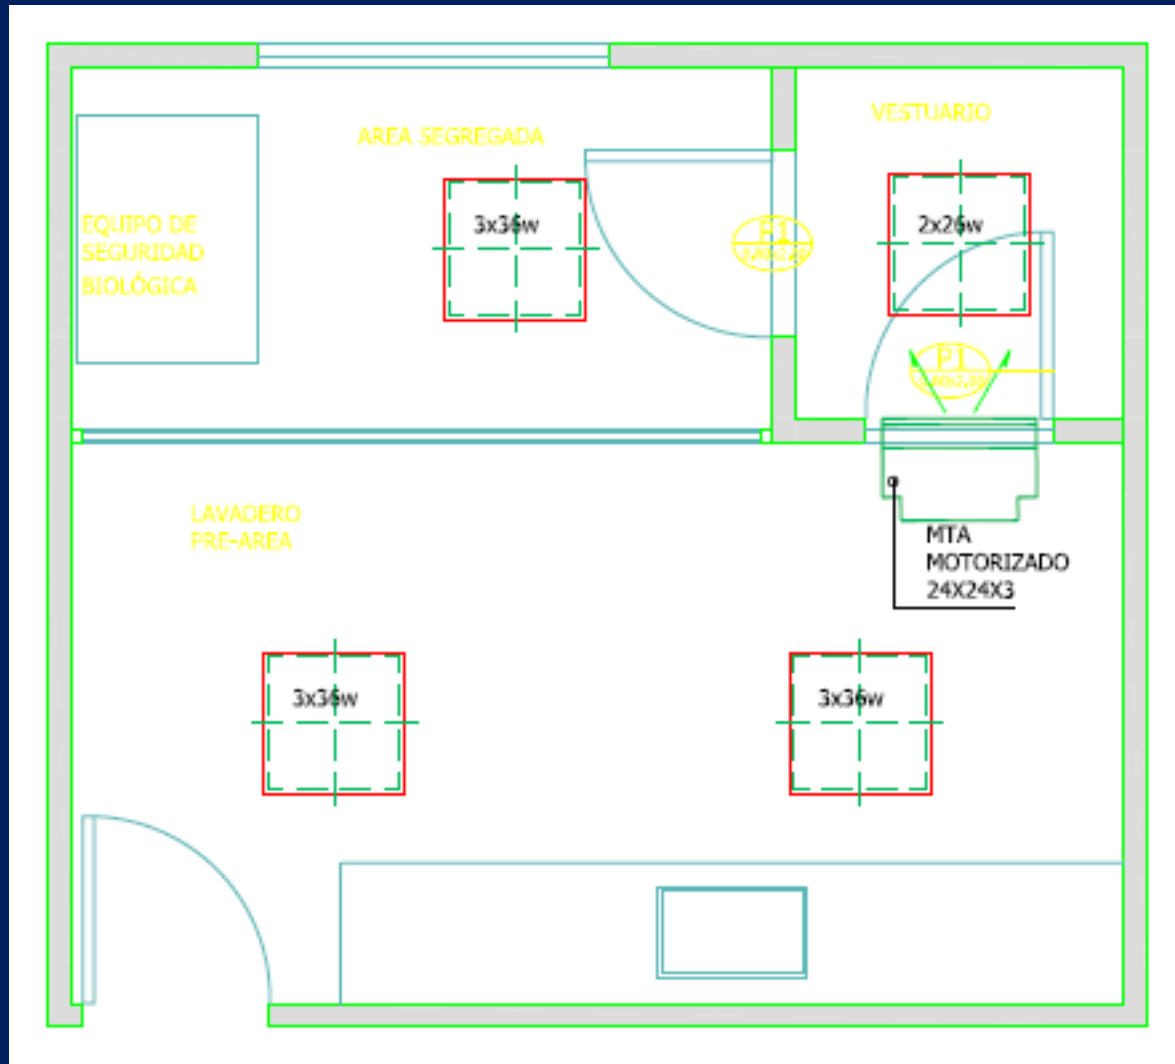 VESTUARIO
AREA SEGREGADA
EQUIPO DE
SEGURIDAD
BIOLÓGICA
3x36w
P1
2x26w
P1
LAVADERO
PRE-AREA
MTA
MOTORIZADO
24X24X3
3x36w
3x36w